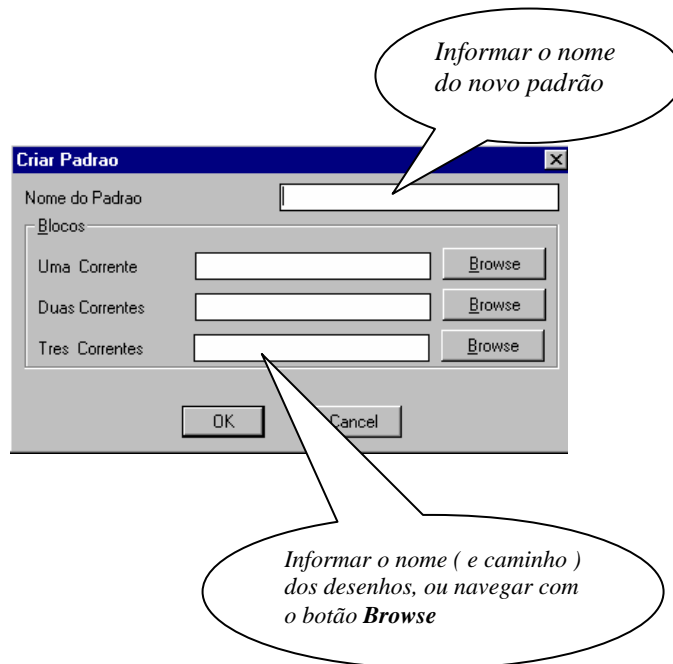 Informar o nome
do novo padrão
Criar Padrao
Nome do Padrao
Blocos
Uma Corrente
Browse
Duas Correntes
Browse
Tres Correntes
Browse
OK
Cancel
Informar o nome ( e caminho )
dos desenhos, ou navegar com
o botão Browse